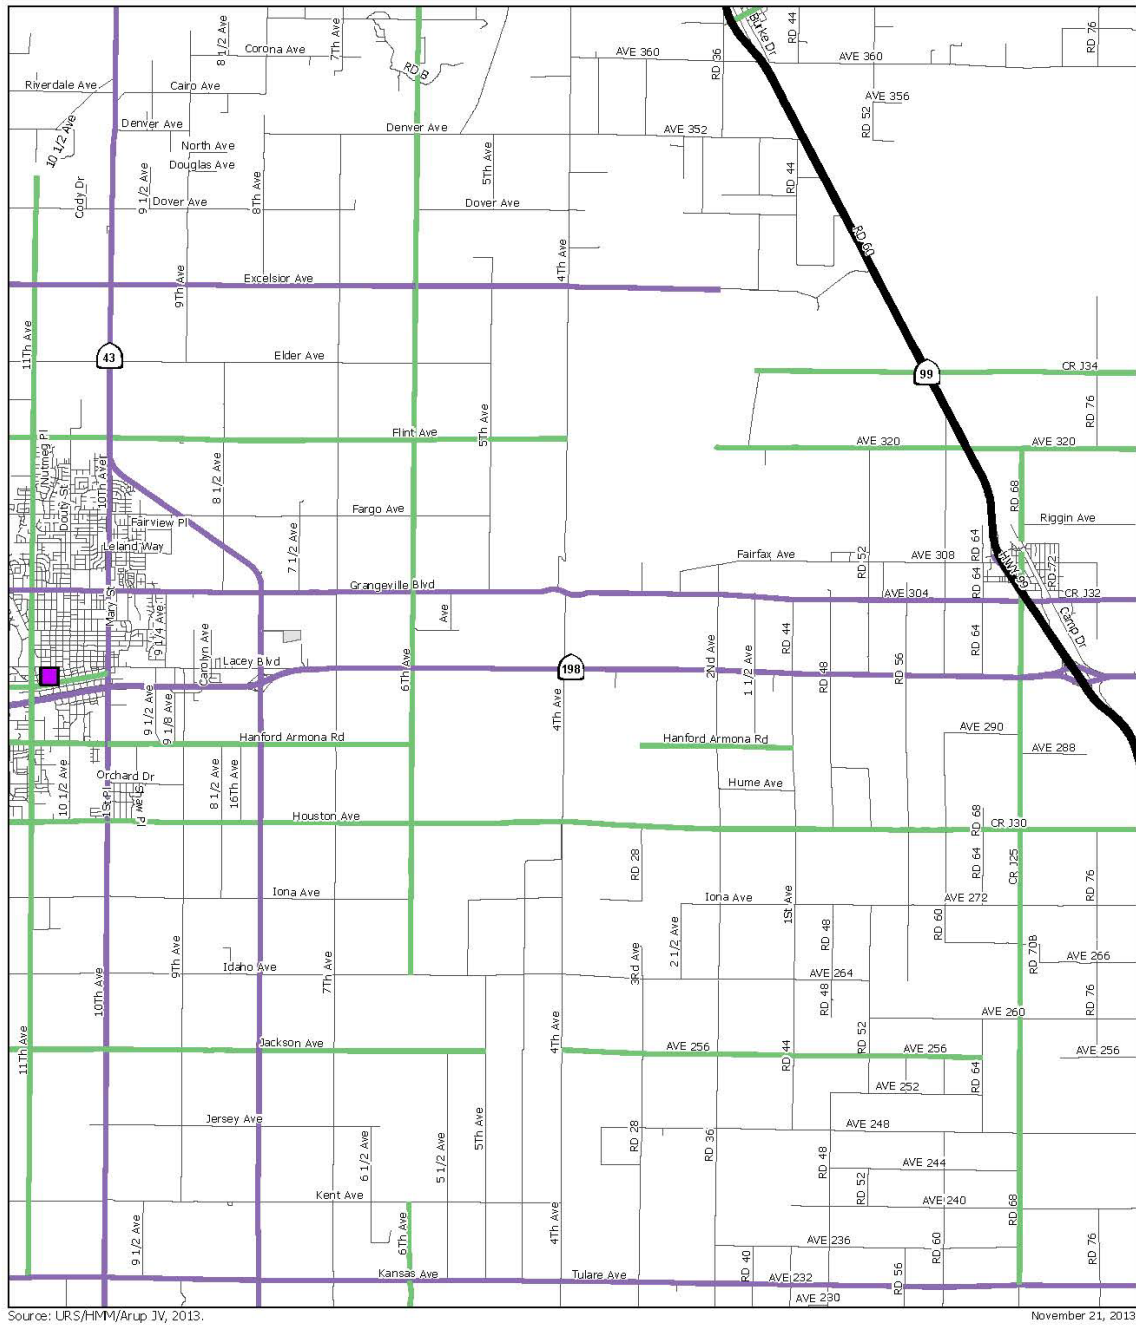 Burke Dr
RD 44
RD 76
8 1/2 Ave
7Th Ave
Corona Ave
AVE 360
RD 36
AVE 360
RD 8
Riverdale Ave
Cairo Ave
AVE 356
RD 52
10 1/2 Ave
Denver Ave
Denver Ave
AVE 352
North Ave
Douglas Ave
5Th Ave
RD 44
Cody Dr
9 1/2 Ave
8Th Ave
Dover Ave
Dover Ave
RD 60
4Th Ave
9Th Ave
Excelsior Ave
11Th Ave
43
Elder Ave
99
CR J34
RD 76
Nutmeg Pl
Flint Ave
5Th Ave
AVE 320
AVE 320
Douty St
10Th Ave
8 1/2 Ave
RD 68
Fargo Ave
Fairview Pl
Riggin Ave
Leland Way
7 1/2 Ave
Fairfax Ave
RD 52
AVE 308
RD 64
HWY 99
RD 72
Mary St
Grangeville Blvd
AVE 304
RD 64
CR J32
9 1/4 Ave
Ave
Camp Dr
Carolyn Ave
Lacey Blvd
6Th Ave
198
2Nd Ave
1 1/2 Ave
RD 44
RD 48
RD 56
RD 64
9 1/2 Ave
9 1/8 Ave
4Th Ave
Hanford Armona Rd
Hanford Armona Rd
AVE 290
AVE 288
10 1/2 Ave
Orchard Dr
1St Pl
Shaw Pl
8 1/2 Ave
16Th Ave
Hume Ave
Houston Ave
RD 68
CR J30
RD 28
RD 64
CR J25
RD 76
Iona Ave
Iona Ave
1St Ave
AVE 272
RD 60
RD 48
9Th Ave
Idaho Ave
7Th Ave
3Rd Ave
2 1/2 Ave
AVE 264
RD 70B
AVE 266
10Th Ave
RD 48
RD 76
AVE 260
11Th Ave
Jackson Ave
4Th Ave
AVE 256
RD 44
RD 52
AVE 256
RD 64
AVE 256
AVE 252
Jersey Ave
6 1/2 Ave
5 1/2 Ave
5Th Ave
RD 28
RD 36
AVE 248
RD 48
AVE 244
RD 52
Kent Ave
AVE 240
RD 68
9 1/2 Ave
6Th Ave
4Th Ave
AVE 236
RD 60
RD 76
Kansas Ave
Tulare Ave
RD 40
AVE 232
RD 56
AVE 230
Source: URS/HMM/Arup JV, 2013.
November 21, 2013